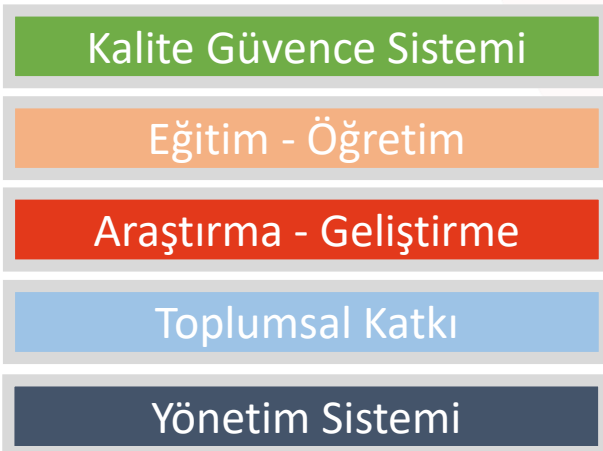 Kalite Güvence Sistemi
Eğitim - Öğretim
Araştırma - Geliştirme
Toplumsal Katkı
Yönetim Sistemi